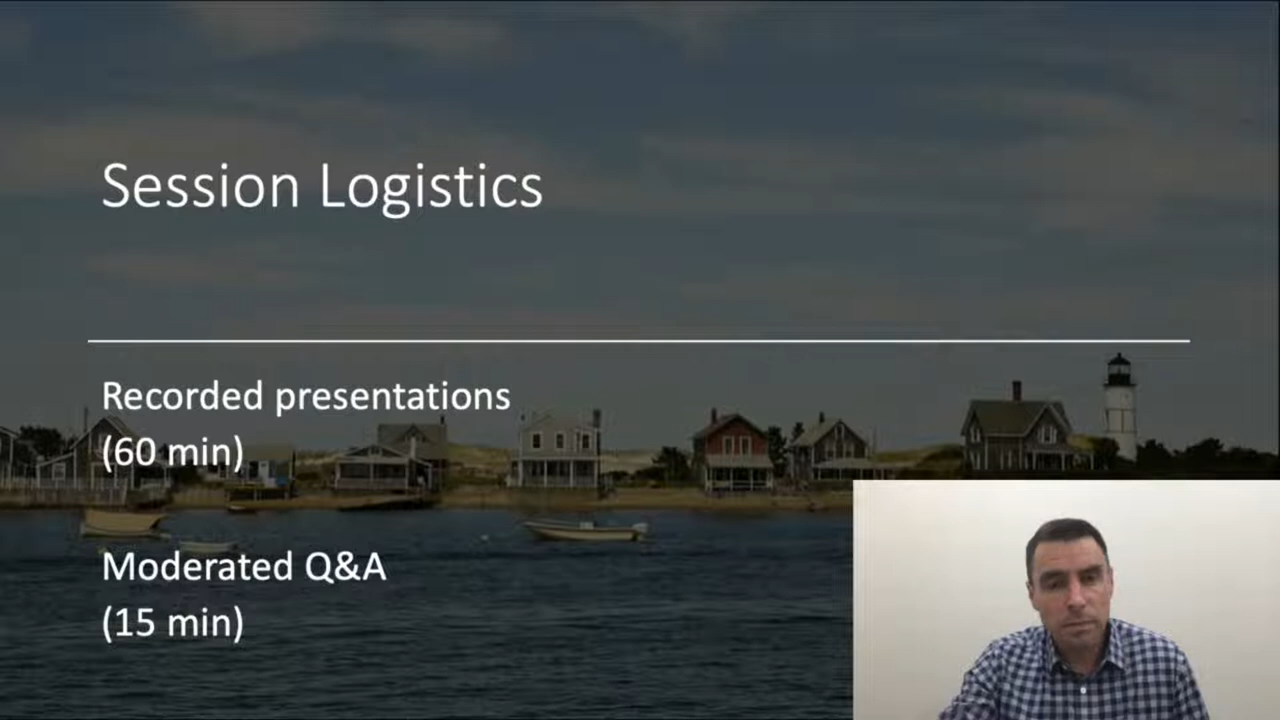 Session Logistics
Recorded presentations
(60 min)
Moderated Q&A
(15 min)